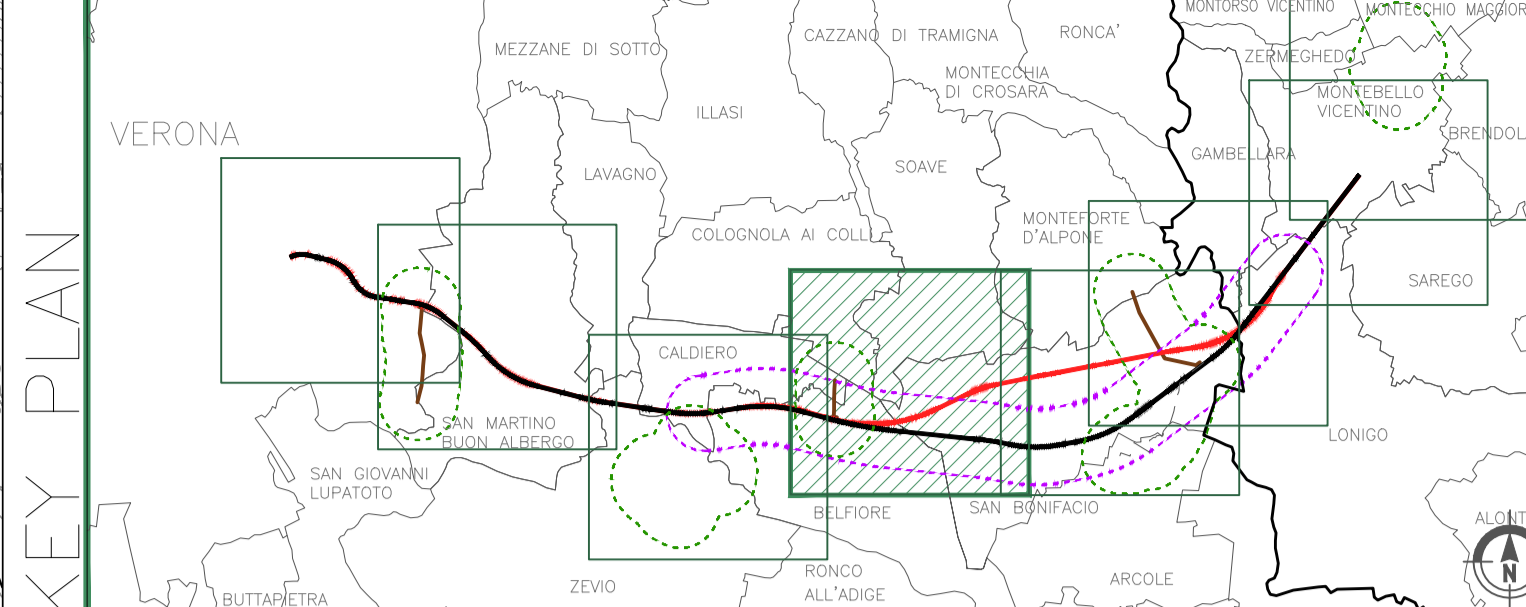 KEY PLAN
MONTORSO VICENTINO
MONTECCHIO MAGGIOR
CAZZANO DI TRAMIGNA
RONCA'
MEZZANE DI SOTTO
ZERMEGHEDO
MONTECCHIA
DI CROSARA
MONTEBELLO
VICENTINO
ILLASI
VERONA
BRENDOL
GAMBELLARA
SOAVE
LAVAGNO
MONTEFORTE
D'ALPONE
COLOGNOLA AI COLLI
SAREGO
CALDIERO
SAN MARTINO
BUON ALBERGO
LONIGO
SAN GIOVANNI
LUPATOTO
BELFIORE
SAN BONIFACIO
ALONT
N
RONCO
ALL'ADIGE
ARCOLE
ZEVIO
BUTTAPIETRA